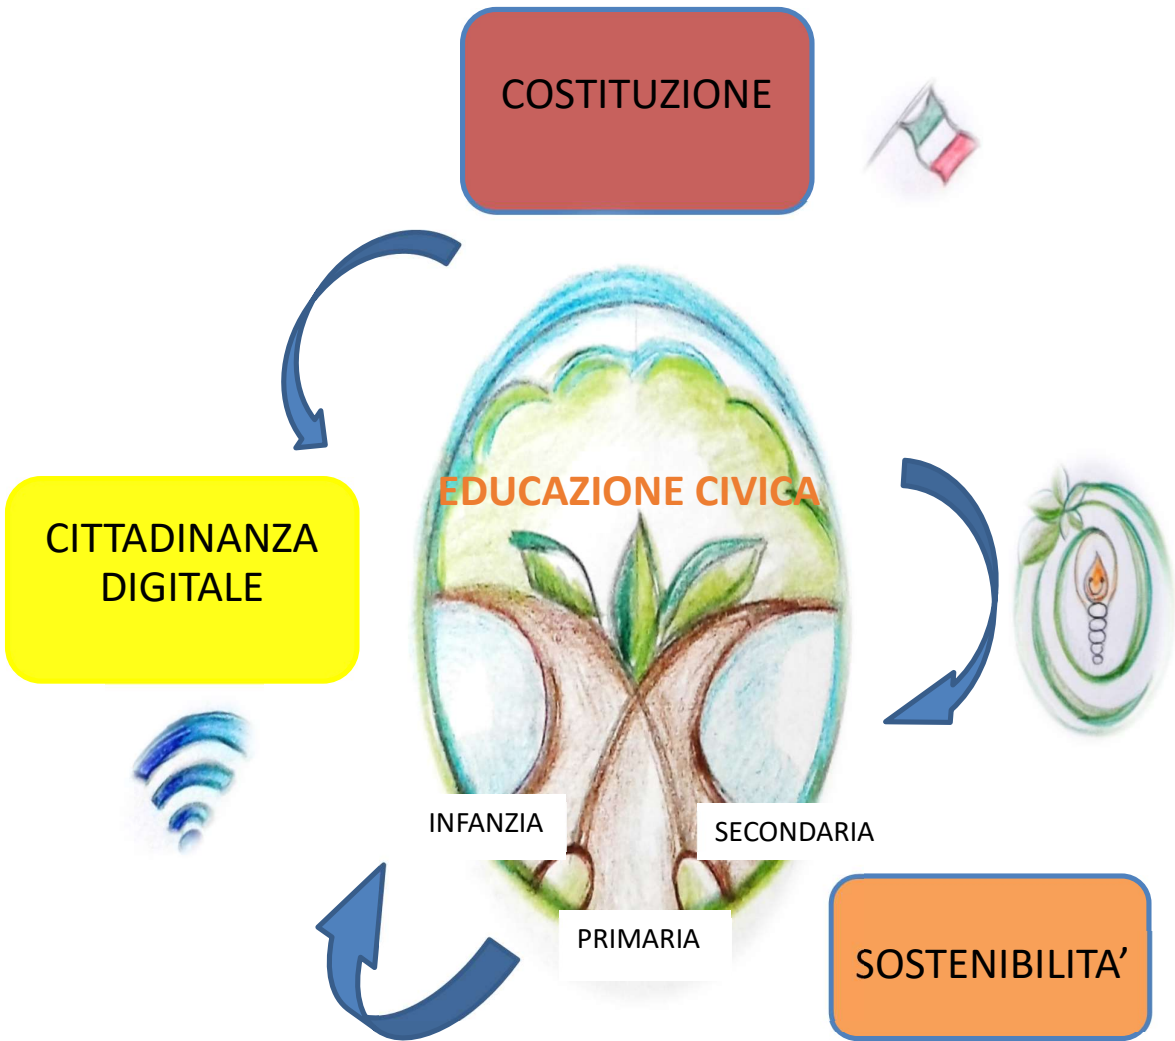 COSTITUZIONE
EDUCAZIONE CIVICA
CITTADINANZA
DIGITALE
INFANZIA
SECONDARIA
PRIMARIA
SOSTENIBILITA’